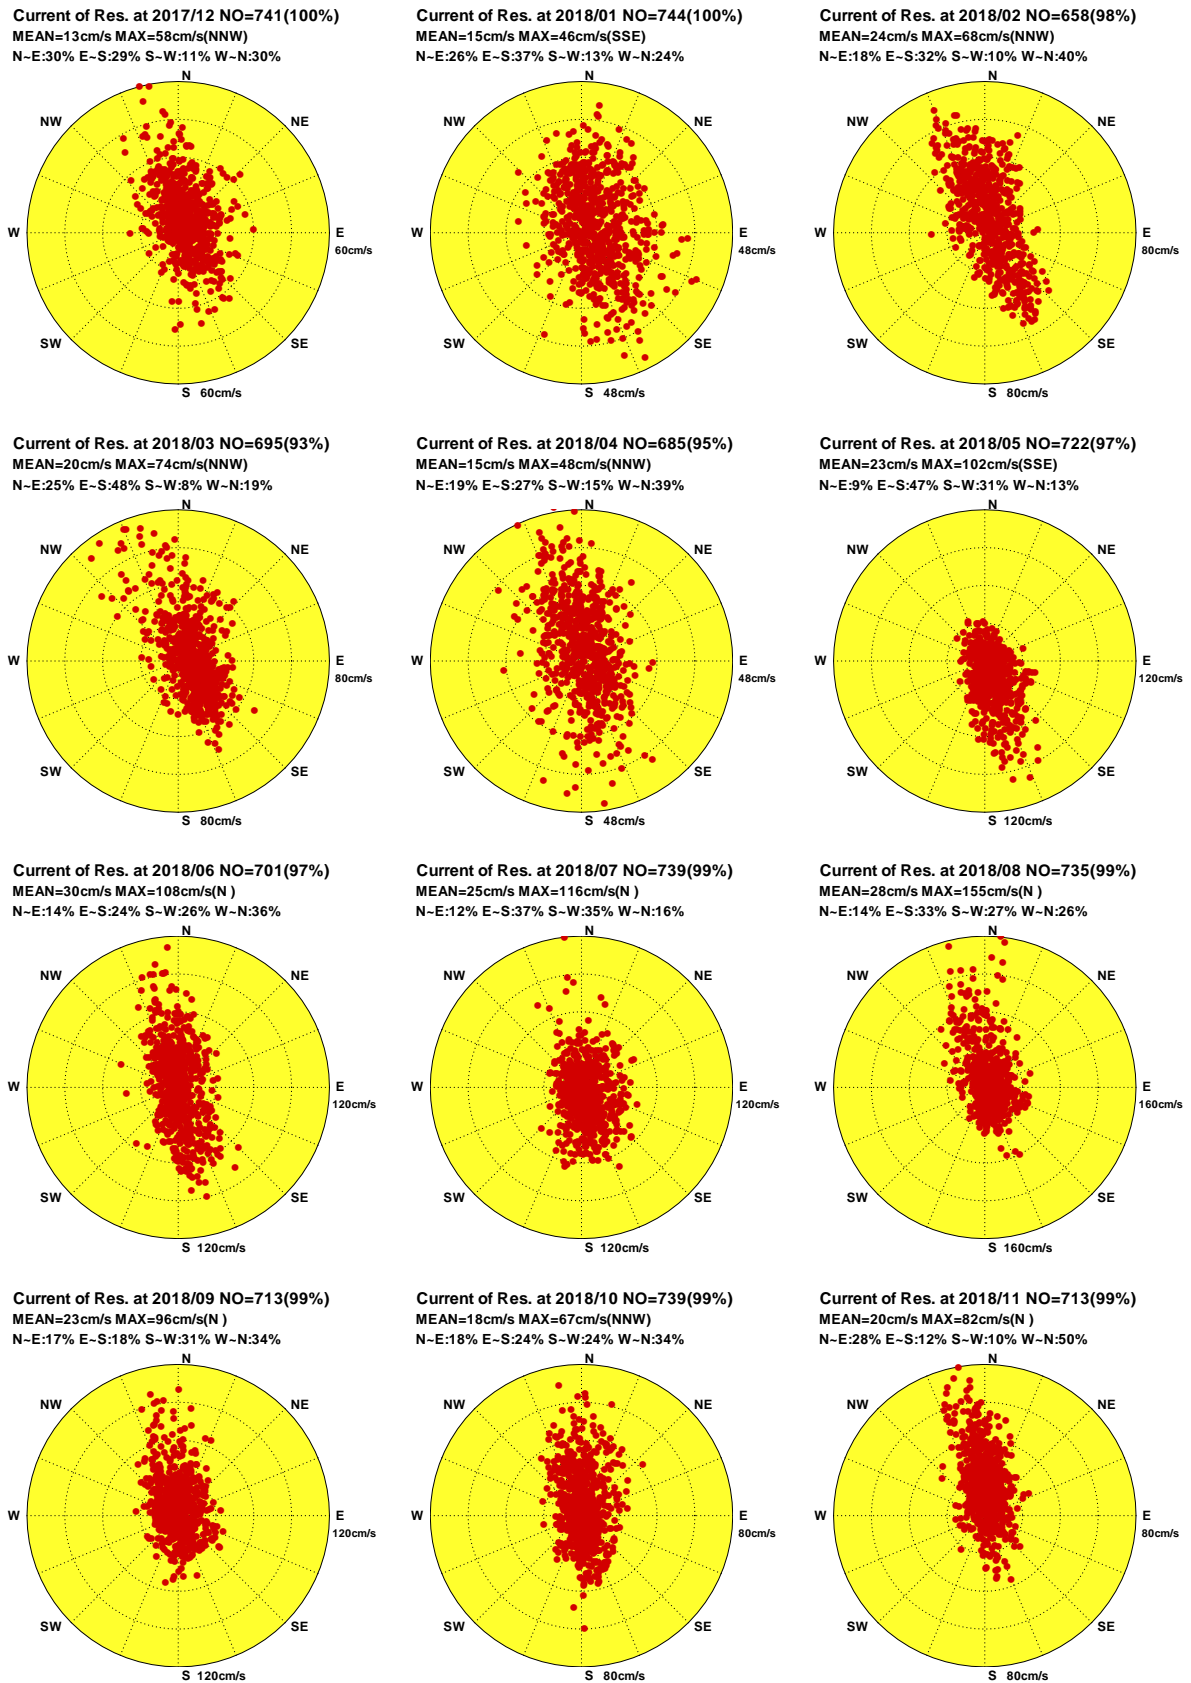 Current of Res. at 2017/12 NO=741(100%)
MEAN=13cm/s MAX=58cm/s(NNW)
N~E:30% E~S:29% S~W:11% W~N:30%
N
NW
NE
W
E
60cm/s
SW
SE
S 60cm/s
Current of Res. at 2018/01 NO=744(100%)
MEAN=15cm/s MAX=46cm/s(SSE)
N~E:26% E~S:37% S~W:13% W~N:24%
N
NW
NE
W
E
48cm/s
SW
SE
S 48cm/s
Current of Res. at 2018/02 NO=658(98%)
MEAN=24cm/s MAX=68cm/s(NNW)
N~E:18% E~S:32% S~W:10% W~N:40%
N
NW
NE
W
E
80cm/s
SW
SE
S 80cm/s
Current of Res. at 2018/03 NO=695(93%)
MEAN=20cm/s MAX=74cm/s(NNW)
N~E:25% E~S:48% S~W:8% W~N:19%
N
NW
NE
W
E
80cm/s
SW
SE
S 80cm/s
Current of Res. at 2018/04 NO=685(95%)
MEAN=15cm/s MAX=48cm/s(NNW)
N~E:19% E~S:27% S~W:15% W~N:39%
N
NW
NE
W
E
48cm/s
SW
SE
S 48cm/s
Current of Res. at 2018/05 NO=722(97%)
MEAN=23cm/s MAX=102cm/s(SSE)
N~E:9% E~S:47% S~W:31% W~N:13%
N
NW
NE
W
E
120cm/s
SW
SE
S 120cm/s
Current of Res. at 2018/06 NO=701(97%)
MEAN=30cm/s MAX=108cm/s(N )
N~E:14% E~S:24% S~W:26% W~N:36%
N
NW
NE
W
E
120cm/s
SW
SE
S 120cm/s
Current of Res. at 2018/07 NO=739(99%)
MEAN=25cm/s MAX=116cm/s(N )
N~E:12% E~S:37% S~W:35% W~N:16%
N
NW
NE
W
E
120cm/s
SW
SE
S 120cm/s
Current of Res. at 2018/08 NO=735(99%)
MEAN=28cm/s MAX=155cm/s(N )
N~E:14% E~S:33% S~W:27% W~N:26%
N
NW
NE
W
E
160cm/s
SW
SE
S 160cm/s
Current of Res. at 2018/09 NO=713(99%)
MEAN=23cm/s MAX=96cm/s(N )
N~E:17% E~S:18% S~W:31% W~N:34%
N
NW
NE
W
E
120cm/s
SW
SE
S 120cm/s
Current of Res. at 2018/10 NO=739(99%)
MEAN=18cm/s MAX=67cm/s(NNW)
N~E:18% E~S:24% S~W:24% W~N:34%
N
NW
NE
W
E
80cm/s
SW
SE
S 80cm/s
Current of Res. at 2018/11 NO=713(99%)
MEAN=20cm/s MAX=82cm/s(N )
N~E:28% E~S:12% S~W:10% W~N:50%
N
NW
NE
W
E
80cm/s
SW
SE
S 80cm/s